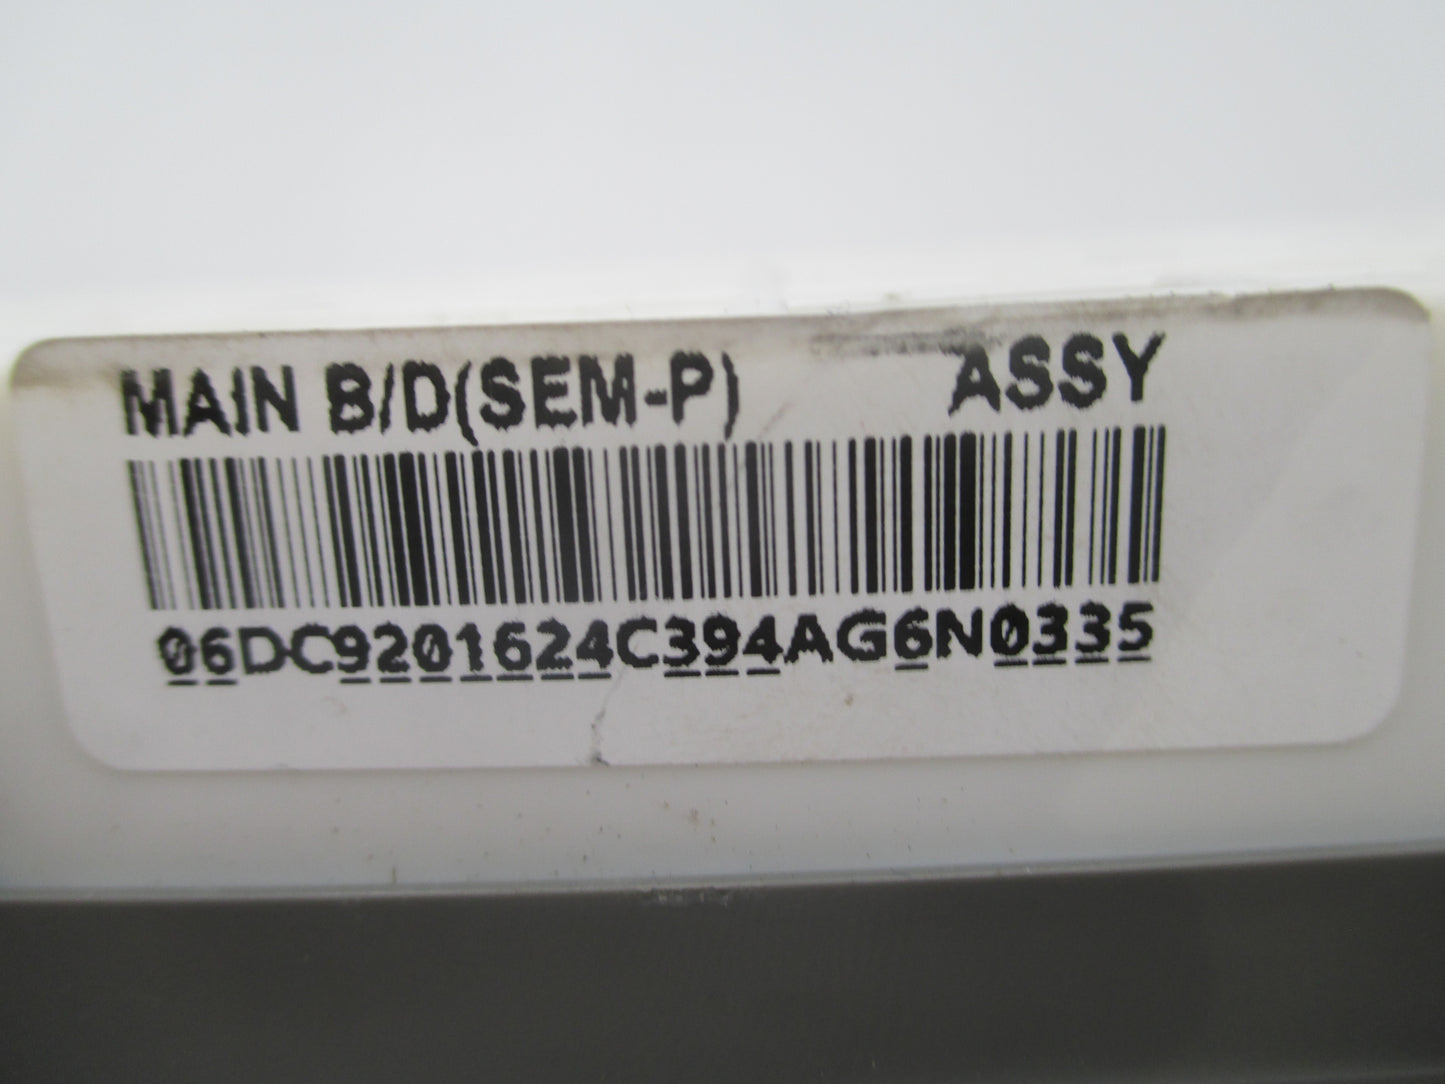 MAIN B/D(SEM-P) ASSY
06DC9201624C394AG6N0335